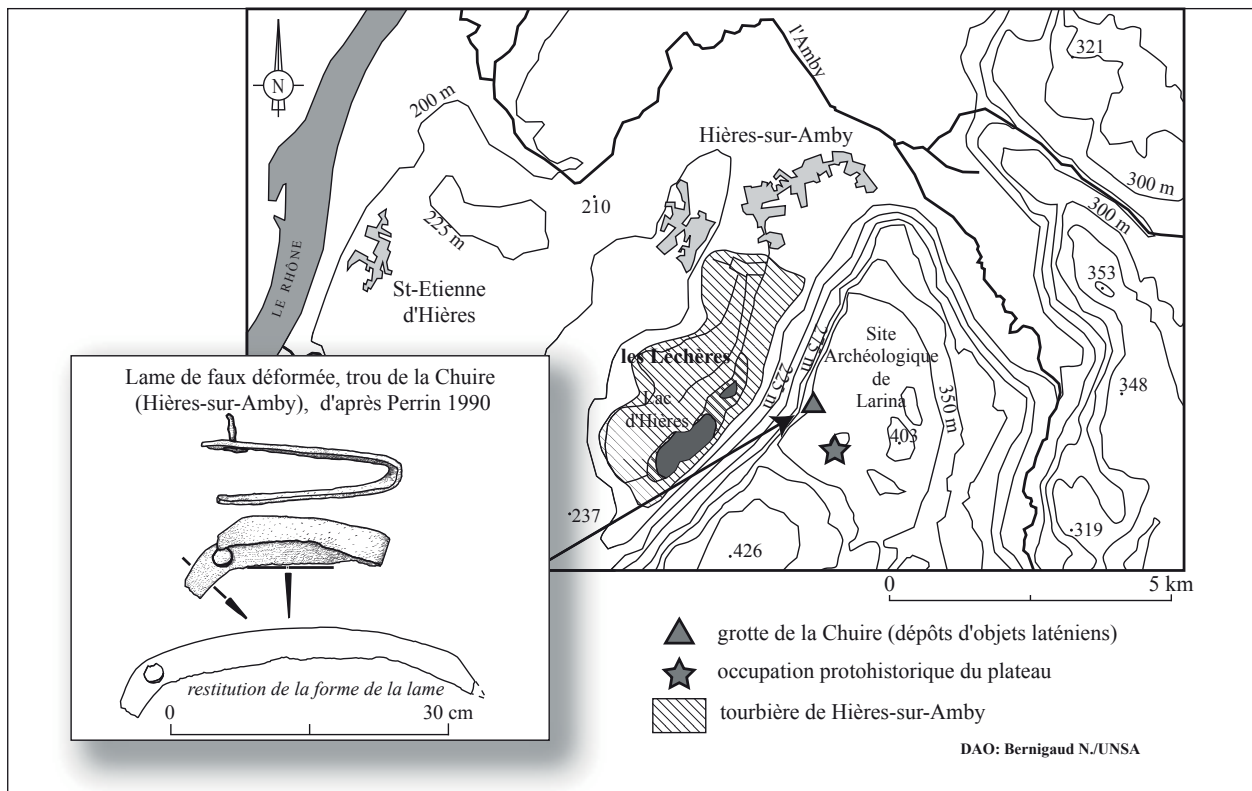 N
LE RHÔNE
200 m
225 m
l'Amby
321
Hières-sur-Amby
210
300 m
300 m
353
St-Etienne
d'Hières
les Lèchères
Lac
d'Hières
225 m
275 m
Site
Archéologique
de
Larina
350 m
348
403
237
426
319
Lame de faux déformée, trou de la Chuire
(Hières-sur-Amby), d'après Perrin 1990
restitution de la forme de la lame
0 30 cm
0 5 km
grotte de la Chuire (dépôts d'objets laténiens)
occupation protohistorique du plateau
tourbière de Hières-sur-Amby
DAO: Bernigaud N./UNSA